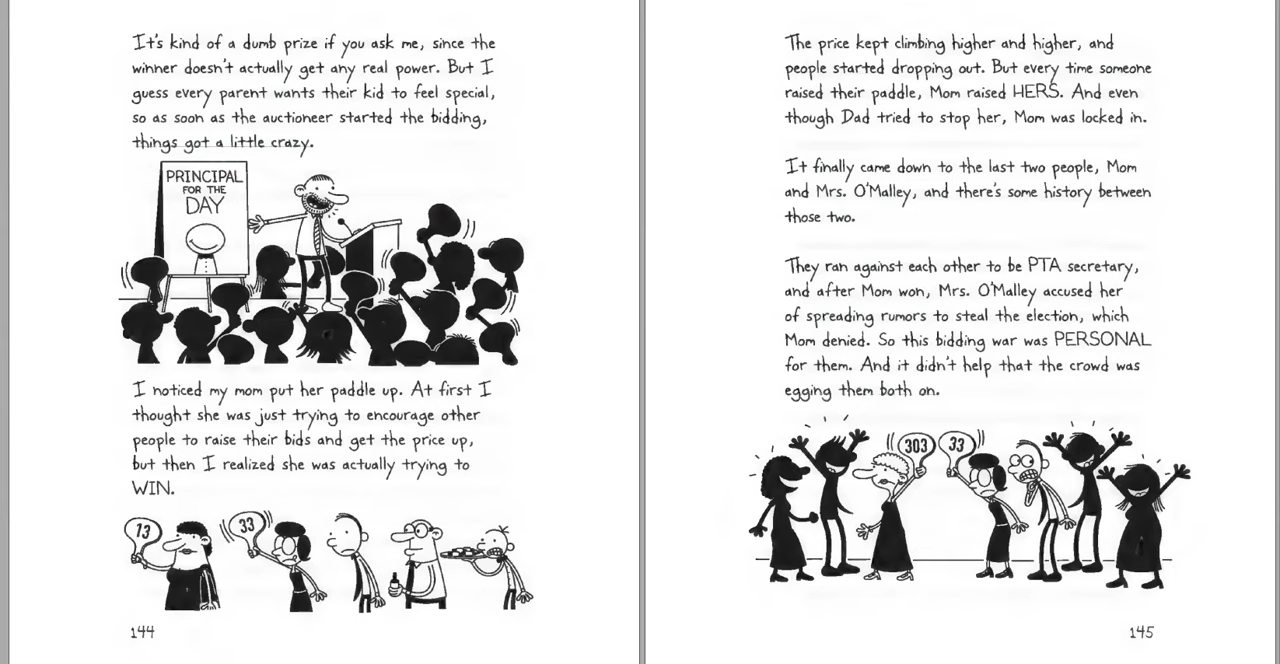 It's kind of a dumb prize if you ask me, since the
winner doesn't actually get any real power. But I
guess every parent wants their kid to feel special,
so as soon as the auctioneer started the bidding,
things got a little crazy.
PRINCIPAL
FOR THE
DAY
I noticed my mom put her paddle up. At first I
thought she was just trying to encourage other
people to raise their bids and get the price up,
but then I realized she was actually trying to
WIN.
13
33
144
The price kept climbing higher and higher, and
people started dropping out. But every time someone
raised their paddle, Mom raised HERS. And even
though Dad tried to stop her, Mom was locked in.
It finally came down to the last two people, Mom
and Mrs. O'Malley, and there's some history between
those two.
They ran against each other to be PTA secretary,
and after Mom won, Mrs. O'Malley accused her
of spreading rumors to steal the election, which
Mom denied. So this bidding war was PERSONAL
for them. And it didn't help that the crowd was
egging them both on.
303
33
145